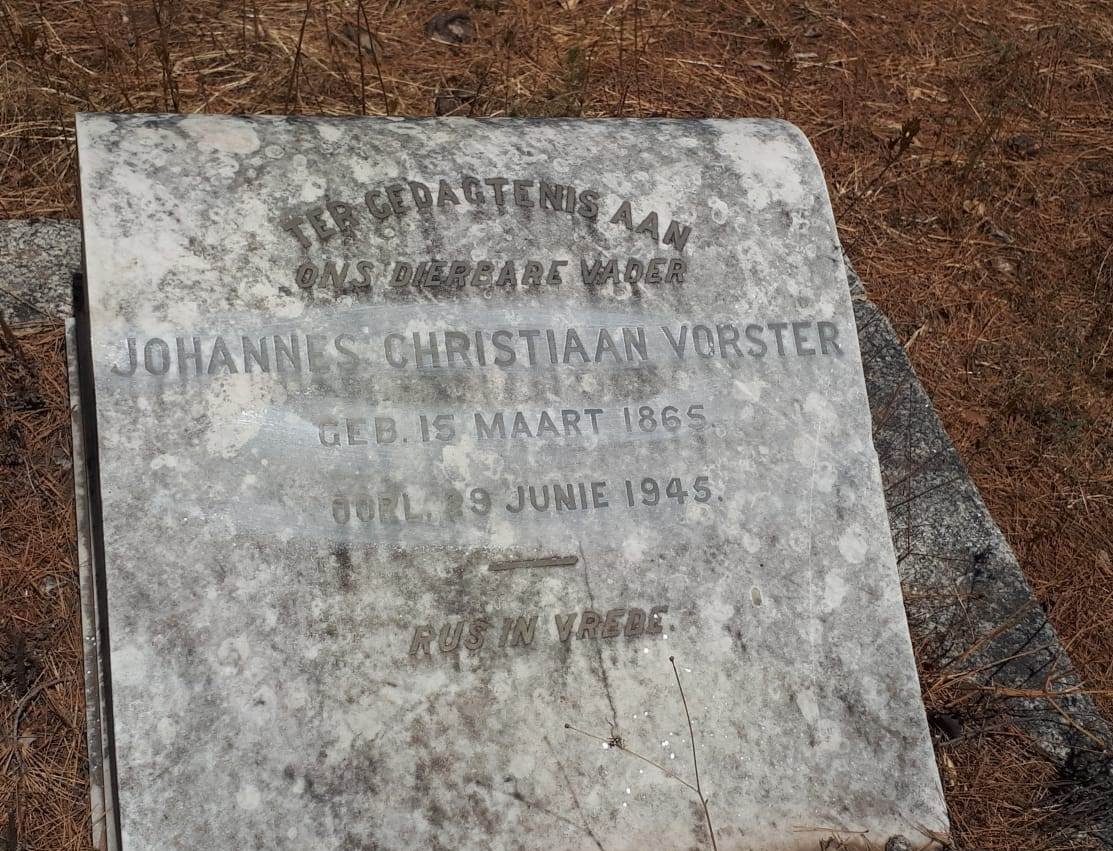 TER GEDAGTENIS AAN
ONS DIERBARE VADER
JOHANNES CHRISTIAAN VORSTER
GEB. 15 MAART 1865.
OORL. 29 JUNIE 1945.
RUS IN VREDE.